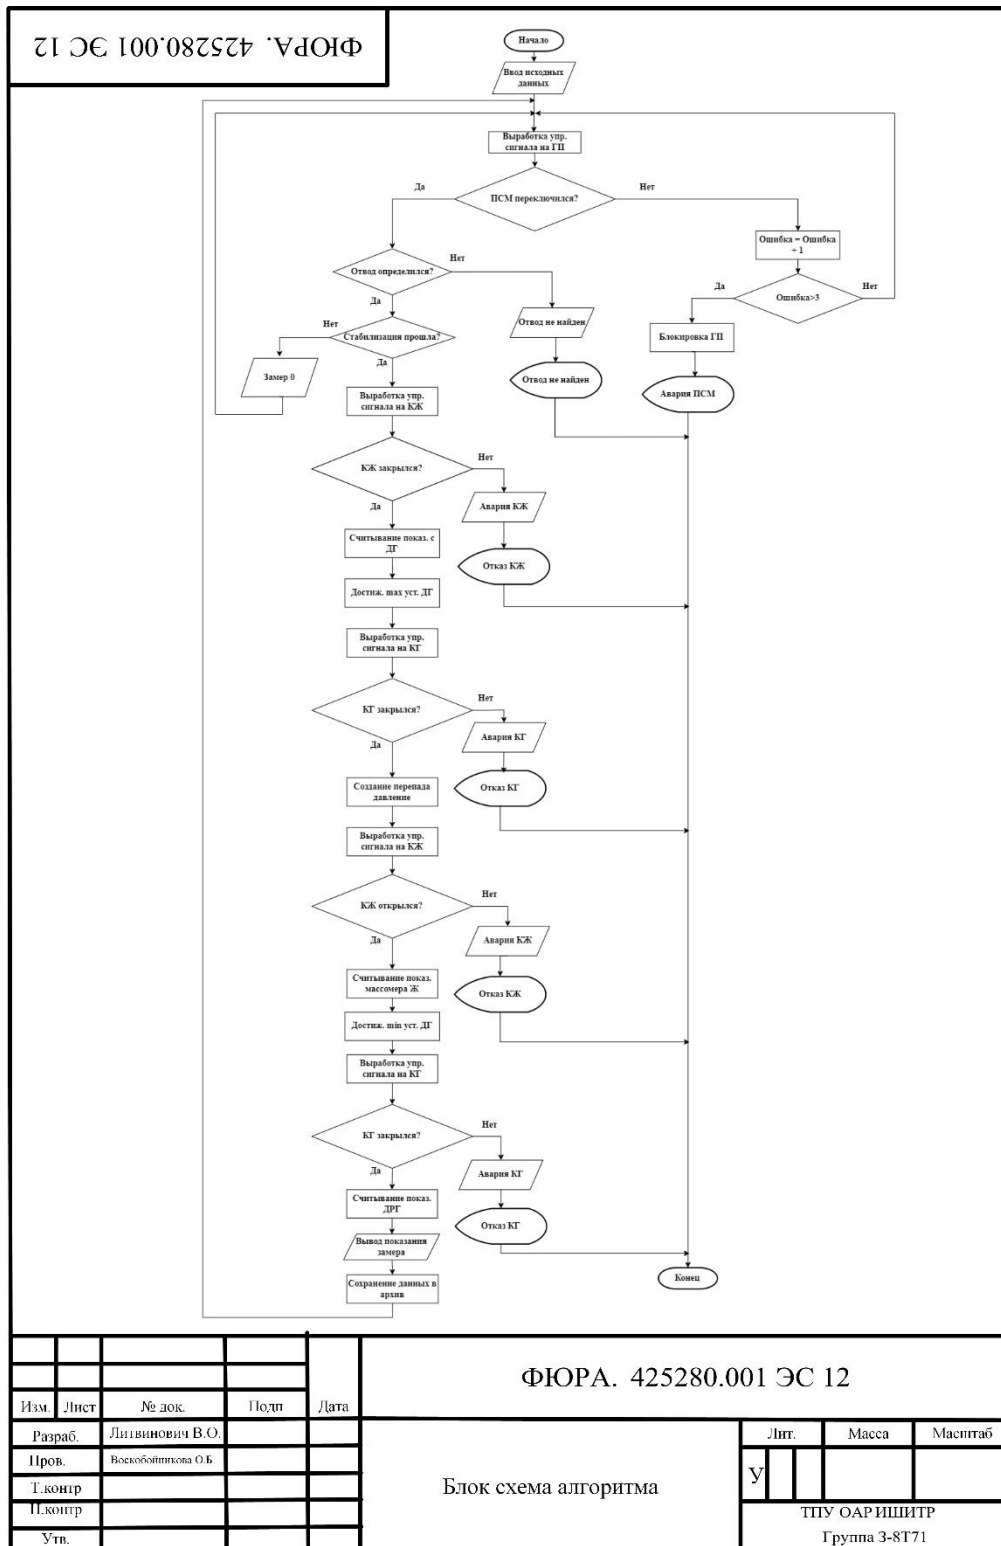 ФЮРА. 425280.001 ЭС 12
Начало
Ввод исходных
данных
Выработка упр.
сигнала на ГП
ПСМ переключился?
Да
Нет
Ошибка = Ошибка
+ 1
Отвод определился?
Нет
Да
Ошибка>3
Да
Нет
Отвод не найден
Стабилизация прошла?
Нет
Да
Блокировка ГП
Замер 0
Отвод не найден
Авария ПСМ
Выработка упр.
сигнала на КЖ
КЖ закрылся?
Нет
Да
Авария КЖ
Считывание показ. с
ДГ
Отказ КЖ
Достиж. max уст. ДГ
Выработка упр.
сигнала на КГ
КГ закрылся?
Нет
Да
Авария КГ
Создание перепада
давление
Отказ КГ
Выработка упр.
сигнала на КЖ
КЖ открылся?
Нет
Да
Авария КЖ
Считывание показ.
массомера Ж
Отказ КЖ
Достиж. min уст. ДГ
Выработка упр.
сигнала на КГ
КГ закрылся?
Нет
Да
Авария КГ
Считывание показ.
ДРГ
Отказ КГ
Вывод показания
замера
Сохранение данных в
архив
Конец
ФЮРА. 425280.001 ЭС 12
Изм. Лист № док. Подп Дата
Разраб. Литвинович В.О.
Пров. Воскобойникова О.Б
Т.контр
Н.контр
Утв.
Блок схема алгоритма
Лит. Масса Масштаб
У
ТПУ ОАР ИШИТР
Группа З-8Т71